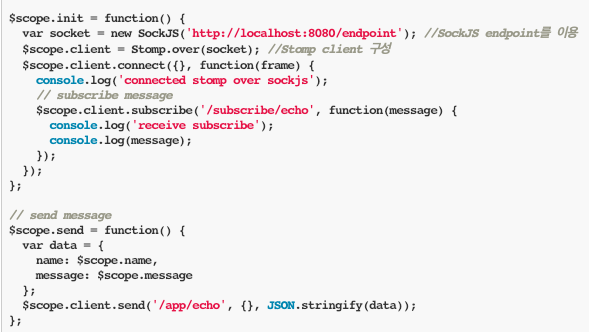 $scope.init = function() {
  var socket = new SockJS('http://localhost:8080/endpoint'); //SockJS endpoint를 이용
  $scope.client = Stomp.over(socket); //Stomp client 구성
  $scope.client.connect({}, function(frame) {
    console.log('connected stomp over sockjs');
    // subscribe message
    $scope.client.subscribe('/subscribe/echo', function(message) {
      console.log('receive subscribe');
      console.log(message);
    });
  });
};

// send message
$scope.send = function() {
  var data = {
    name: $scope.name,
    message: $scope.message
  };
  $scope.client.send('/app/echo', {}, JSON.stringify(data));
};